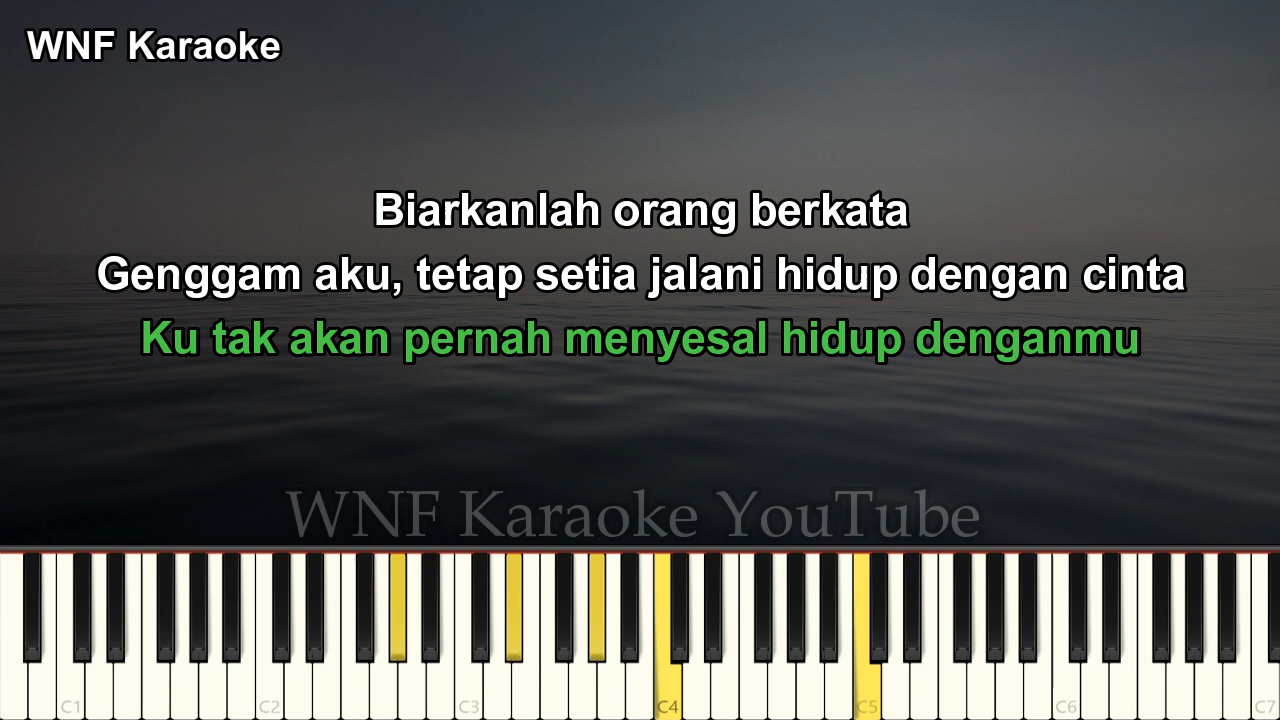 WNF Karaoke
Biarkanlah orang berkata
Genggam aku, tetap setia jalani hidup dengan cinta
Ku tak akan pernah menyesal hidup denganmu
WNF Karaoke YouTube
C1 C2 C3 C4 C5 C6 C7